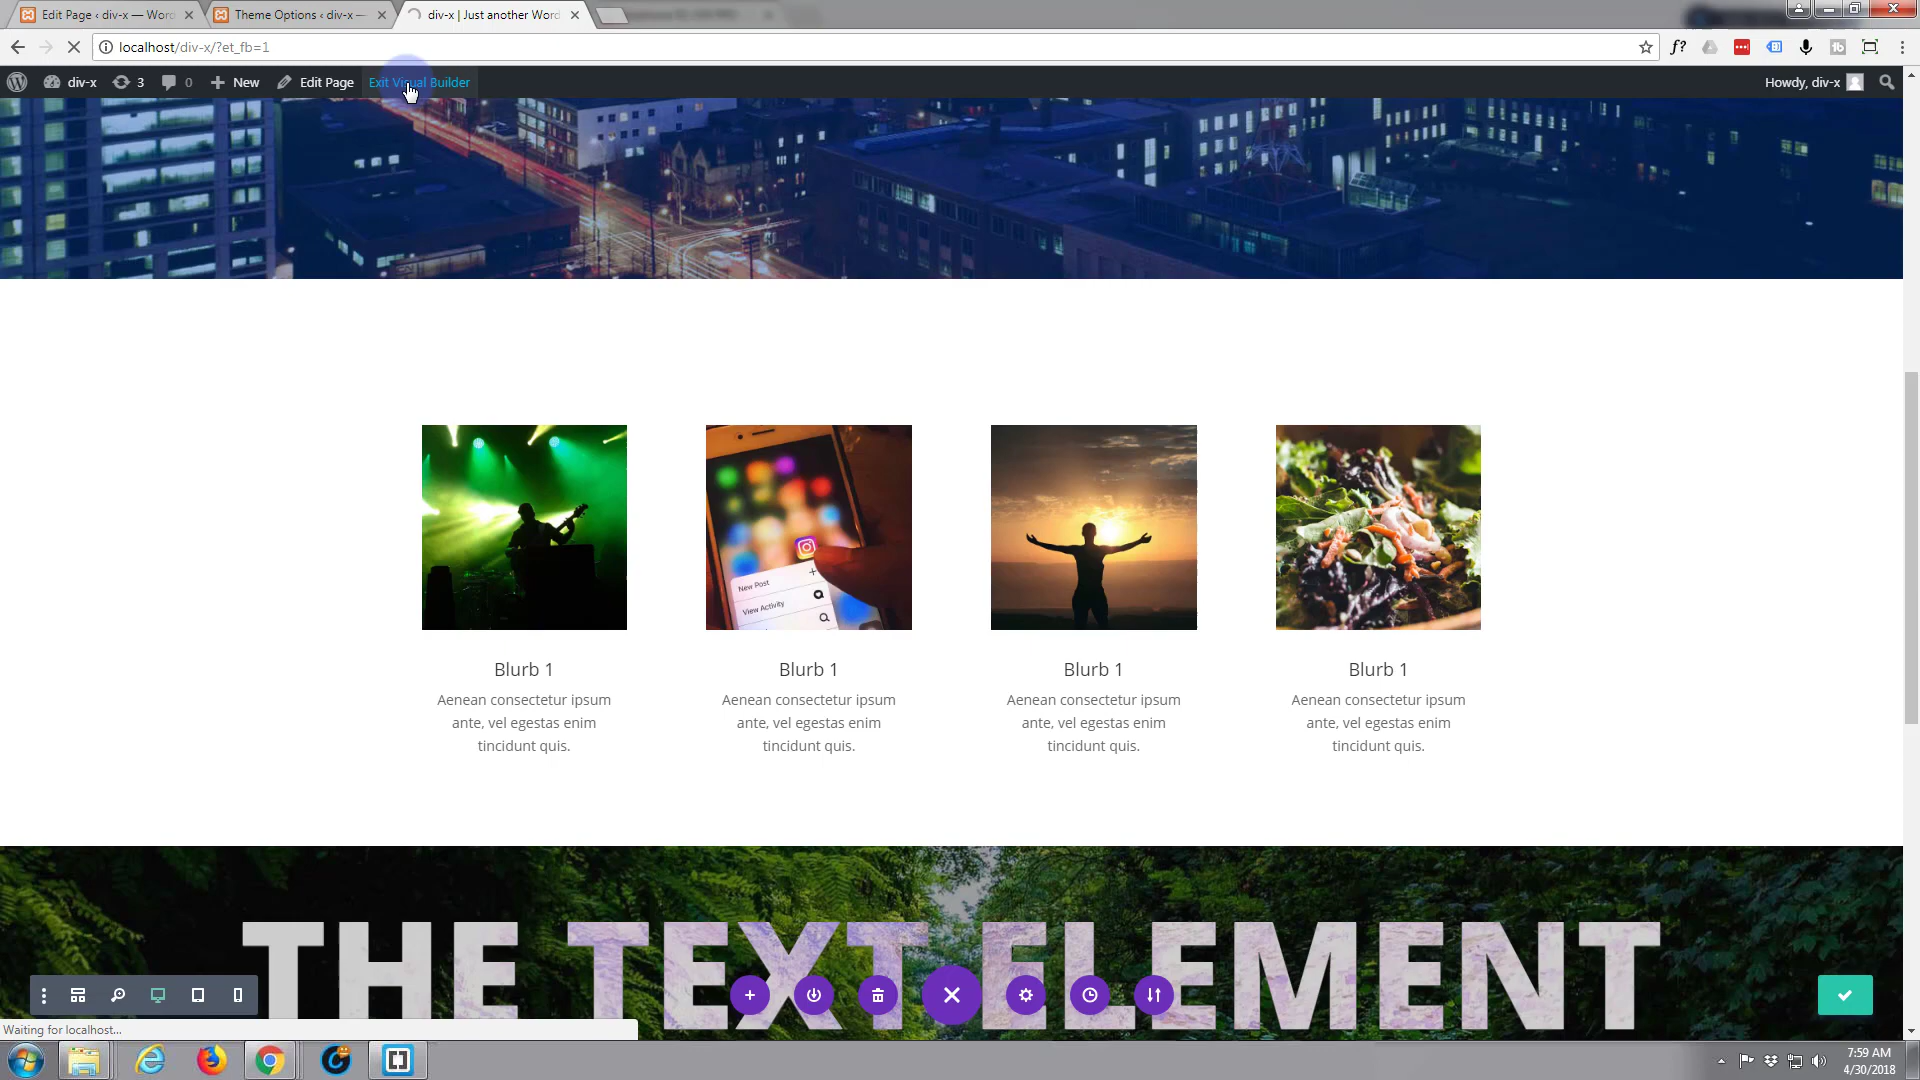 Edit Page ‹ div-x — Wor
Theme Options ‹ div-x —
div-x | Just another Word
localhost/div-x/?et_fb=1
f?
div-x
3
0
New
Edit Page
Exit Visual Builder
Howdy, div-x
New Post
View Activity
Blurb 1
Aenean consectetur ipsum
ante, vel egestas enim
tincidunt quis.
Blurb 1
Aenean consectetur ipsum
ante, vel egestas enim
tincidunt quis.
Blurb 1
Aenean consectetur ipsum
ante, vel egestas enim
tincidunt quis.
Blurb 1
Aenean consectetur ipsum
ante, vel egestas enim
tincidunt quis.
THE TEXT ELEMENT
Waiting for localhost...
7:59 AM
4/30/2018